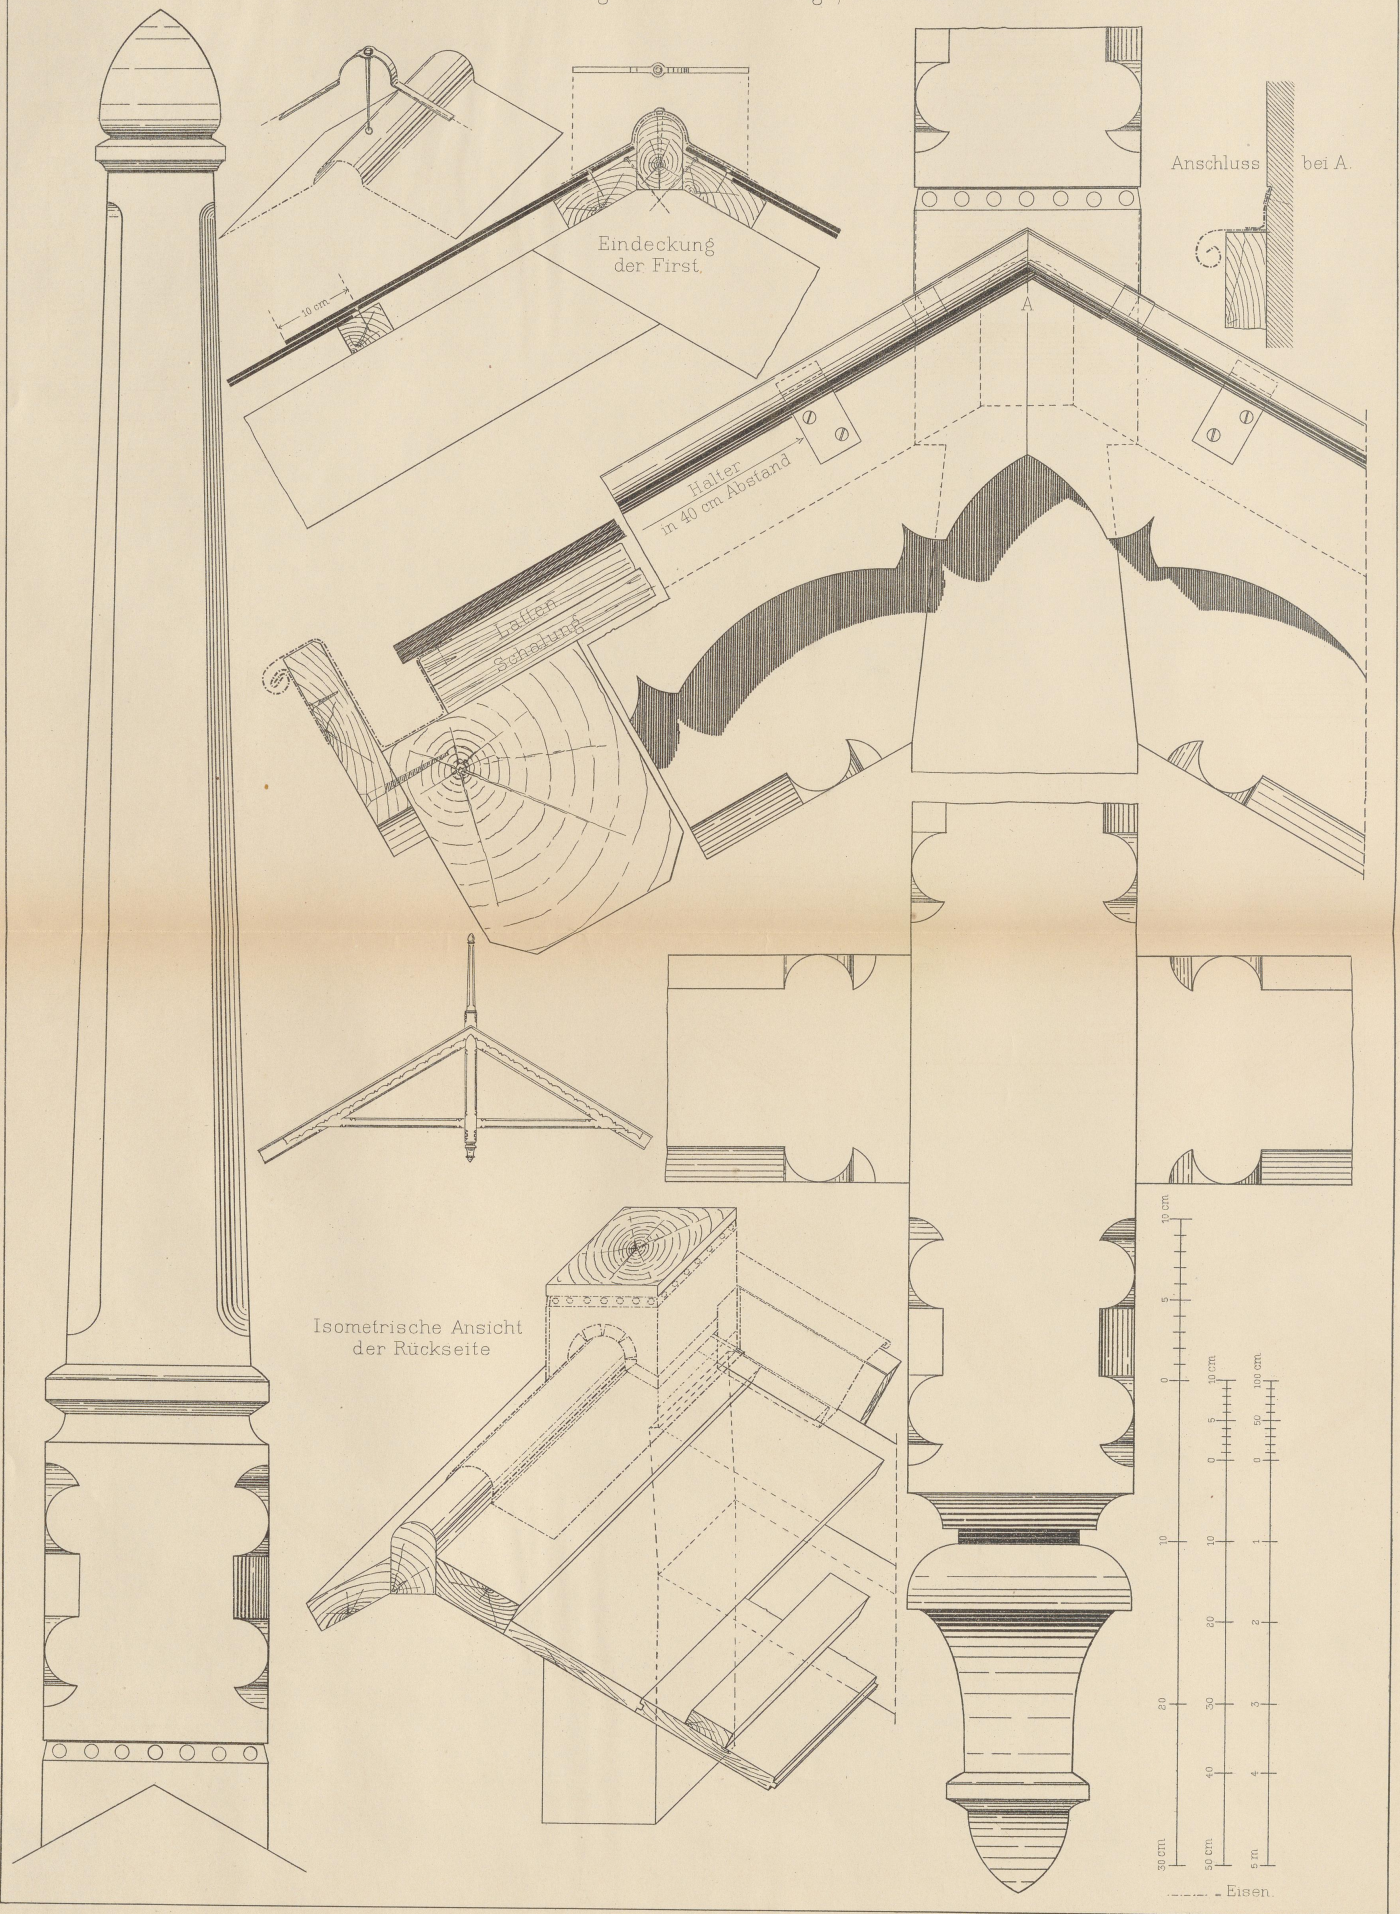 Anschluss bei A.
Eindeckung
der First.
10 cm.
A
Halter
in 40 cm Abstand
Latten
Schalung
Isometrische Ansicht
der Rückseite
10 cm
5
0
10
20
30 cm
10 cm
5
0
10
20
30
40
50 cm
100 cm
50
0
1
2
3
4
5 m
Eisen.